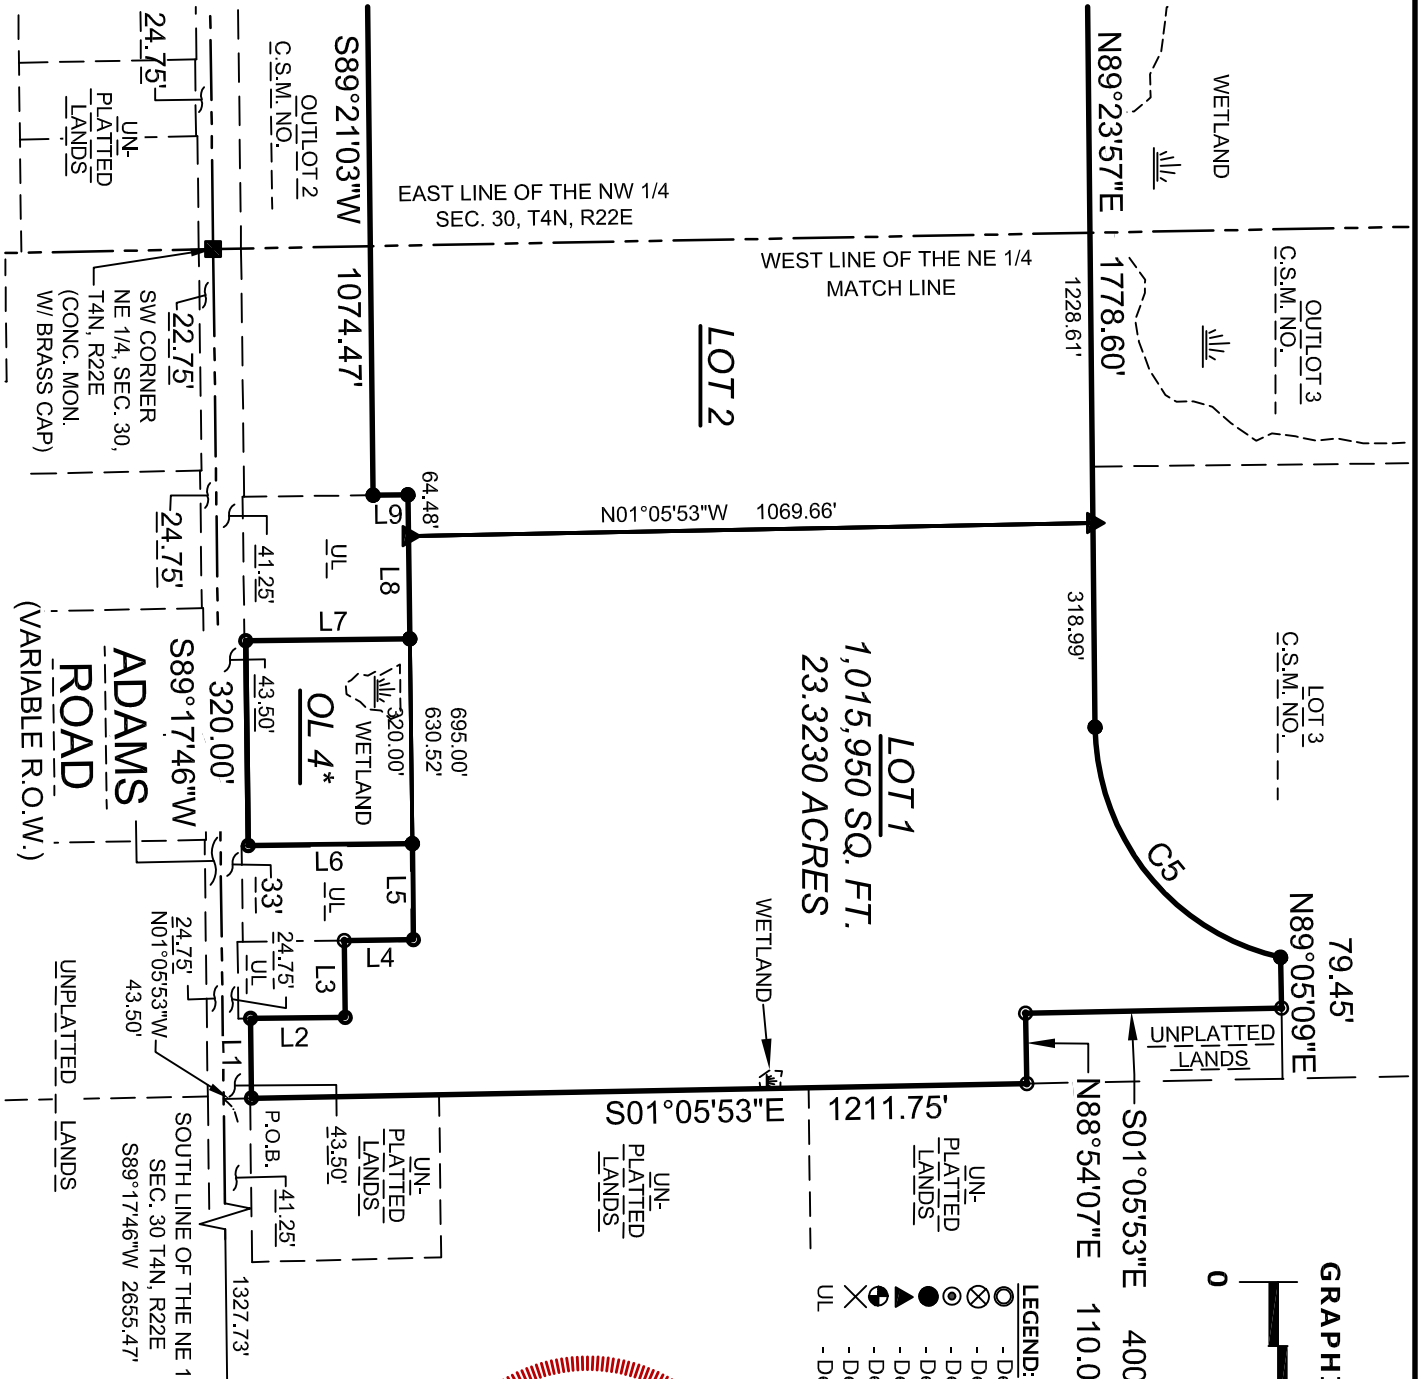 WETLAND
N89°23'57"E 1778.60'
1228.61'
OUTLOT 3
C.S.M. NO.
LOT 3
C.S.M. NO.
318.99'
C5
79.45'
N89°05'09"E
UNPLATTED
LANDS
S01°05'53"E 400
N88°54'07"E 110.0
EAST LINE OF THE NW 1/4
SEC. 30, T4N, R22E
WEST LINE OF THE NE 1/4
MATCH LINE
LOT 2
N01°05'53"W 1069.66'
LOT 1
1,015,950 SQ. FT.
23.3230 ACRES
WETLAND
S01°05'53"E 1211.75'
S89°21'03"W 1074.47'
OUTLOT 2
C.S.M. NO.
64.48'
L9
L8
L7
UL
695.00'
630.52'
320.00'
WETLAND
OL 4*
L6
L5
UL
L4
L3
L2
L1
UL
24.75'
24.75'
UN-
PLATTED
LANDS
22.75'
SW CORNER
NE 1/4, SEC. 30,
T4N, R22E
(CONC. MON.
W/ BRASS CAP)
24.75'
41.25'
43.50'
S89°17'46"W
320.00'
ADAMS
ROAD
(VARIABLE R.O.W.)
33'
24.75'
N01°05'53"W
43.50'
UNPLATTED
LANDS
P.O.B.
43.50'
41.25'
UN-
PLATTED
LANDS
UN-
PLATTED
LANDS
UN-
PLATTED
LANDS
SOUTH LINE OF THE NE 1
SEC. 30 T4N, R22E
S89°17'46"W 2655.47'
1327.73'
GRAPHI
0
LEGEND:
- De
- De
- De
- De
- De
- De
- De
UL - De